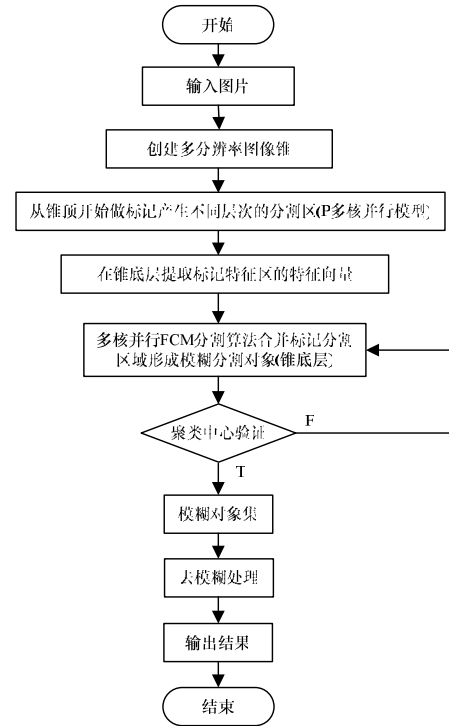 开始
输入图片
创建多分辨率图像锥
从锥顶开始做标记产生不同层次的分割区(P多核并行模型)
在锥底层提取标记特征区的特征向量
多核并行FCM分割算法合并标记分割
区域形成模糊分割对象(锥底层)
聚类中心验证
F
T
模糊对象集
去模糊处理
输出结果
结束